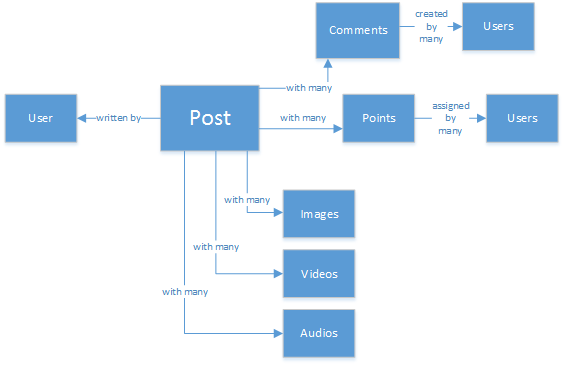 Comments
created
by
many
Users
with many
User
written by
Post
with many
Points
assigned
by
many
Users
with many
Images
with many
Videos
with many
Audios